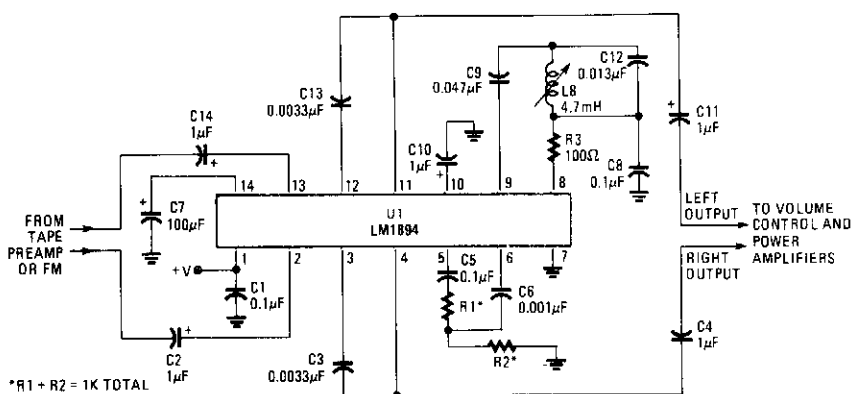 C12
0.013µF
C9
0.047µF
L8
4.7mH
C13
0.0033µF
C11
1µF
+
C14
1µF
+
C10
1µF
+
R3
100Ω
C8
0.1µF
14 13 12 11 10 9 8
+
C7
100µF
U1
LM1894
FROM
TAPE
PREAMP
OR FM
LEFT
OUTPUT
RIGHT
OUTPUT
TO VOLUME
CONTROL AND
POWER
AMPLIFIERS
1 2 3 4 5 6 7
+V
C1
0.1µF
C5
0.1µF
R1*
C6
0.001µF
R2*
C2
1µF
+
C3
0.0033µF
C4
1µF
*R1 + R2 = 1K TOTAL